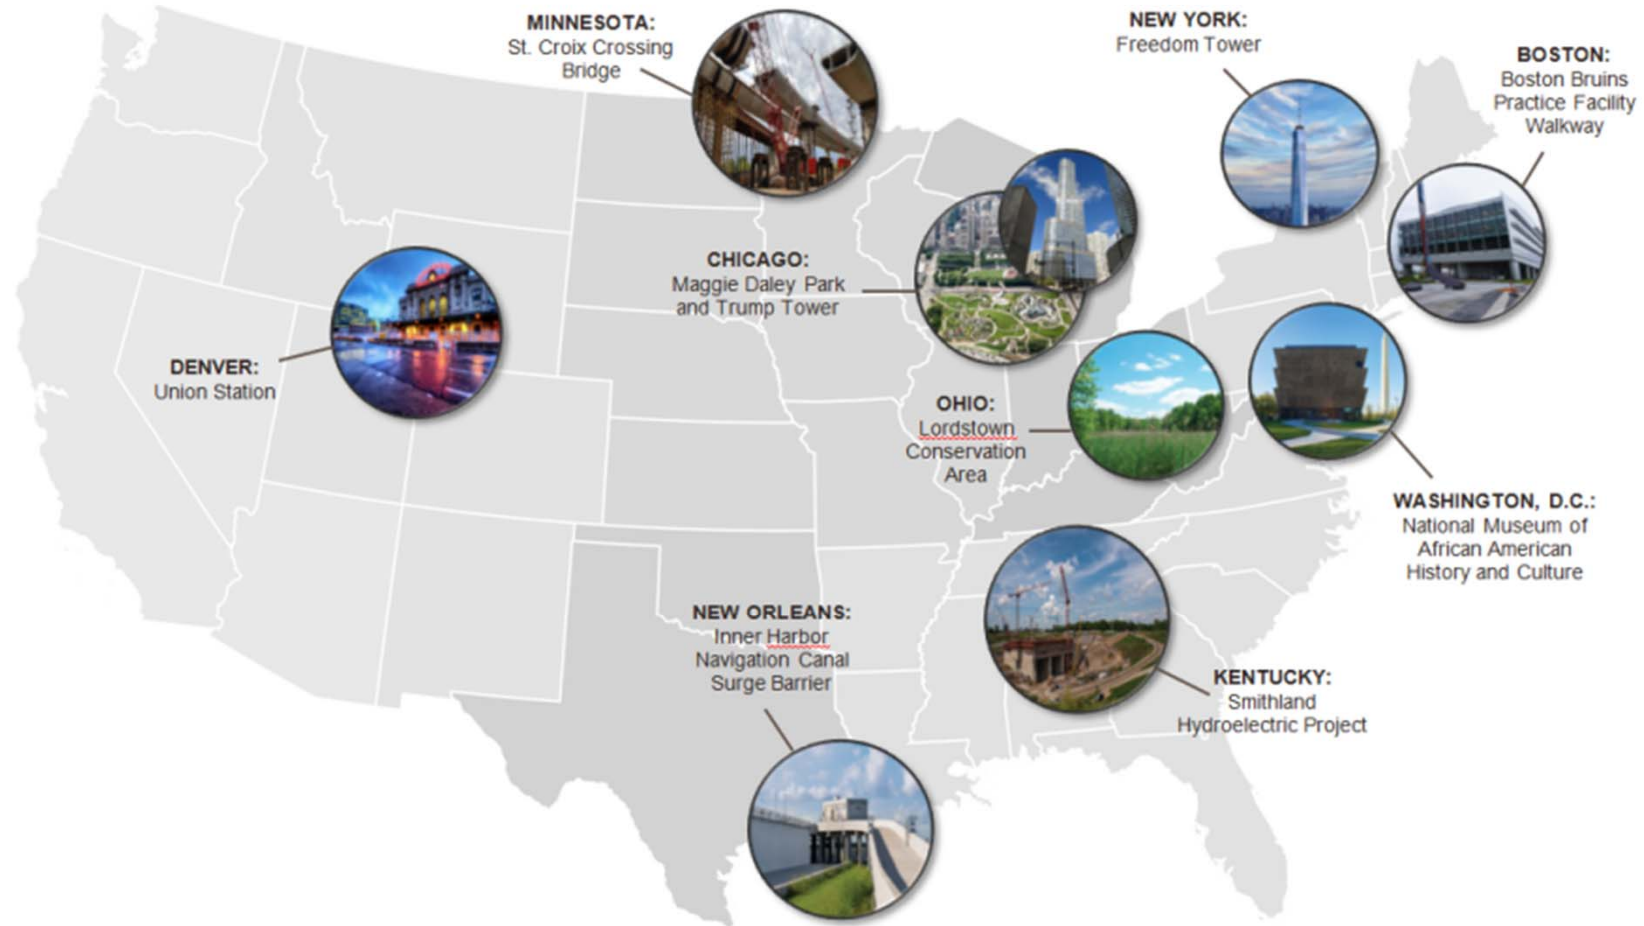 MINNESOTA:
St. Croix Crossing
Bridge
NEW YORK:
Freedom Tower
BOSTON:
Boston Bruins
Practice Facility
Walkway
CHICAGO:
Maggie Daley Park
and Trump Tower
DENVER:
Union Station
OHIO:
Lordstown
Conservation
Area
WASHINGTON, D.C.:
National Museum of
African American
History and Culture
NEW ORLEANS:
Inner Harbor
Navigation Canal
Surge Barrier
KENTUCKY:
Smithland
Hydroelectric Project